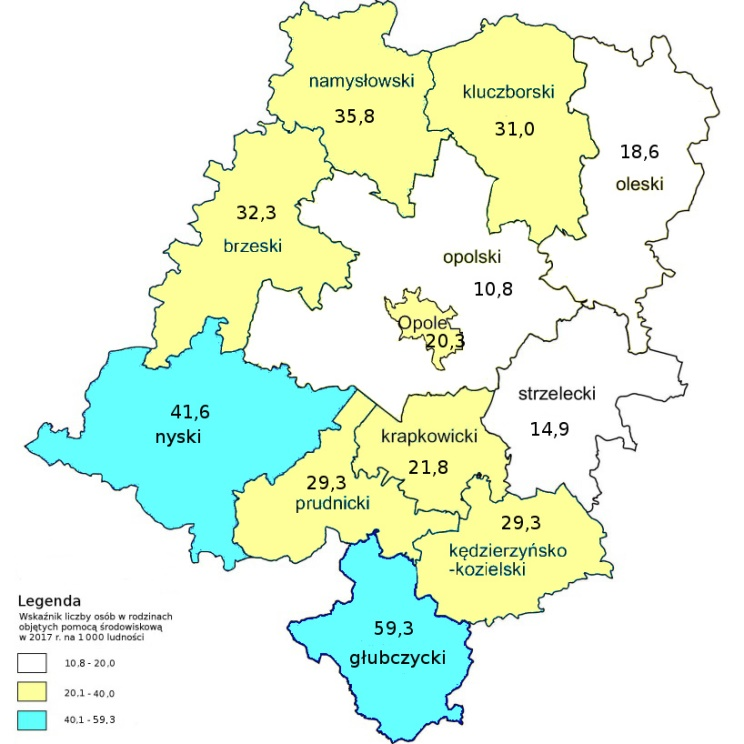 namysłowski
35,8
kluczborski
31,0
18,6
oleski
32,3
brzeski
opolski
10,8
Opole
20,3
41,6
nyski
strzelecki
14,9
krapkowicki
21,8
29,3
prudnicki
29,3
kędzierzyńsko
-kozielski
59,3
głubczycki
Legenda
Wskaźnik liczby osób w rodzinach
objętych pomocą środowiskową
w 2017 r. na 1 000 ludności
10,8 - 20,0
20,1 - 40,0
40,1 - 59,3